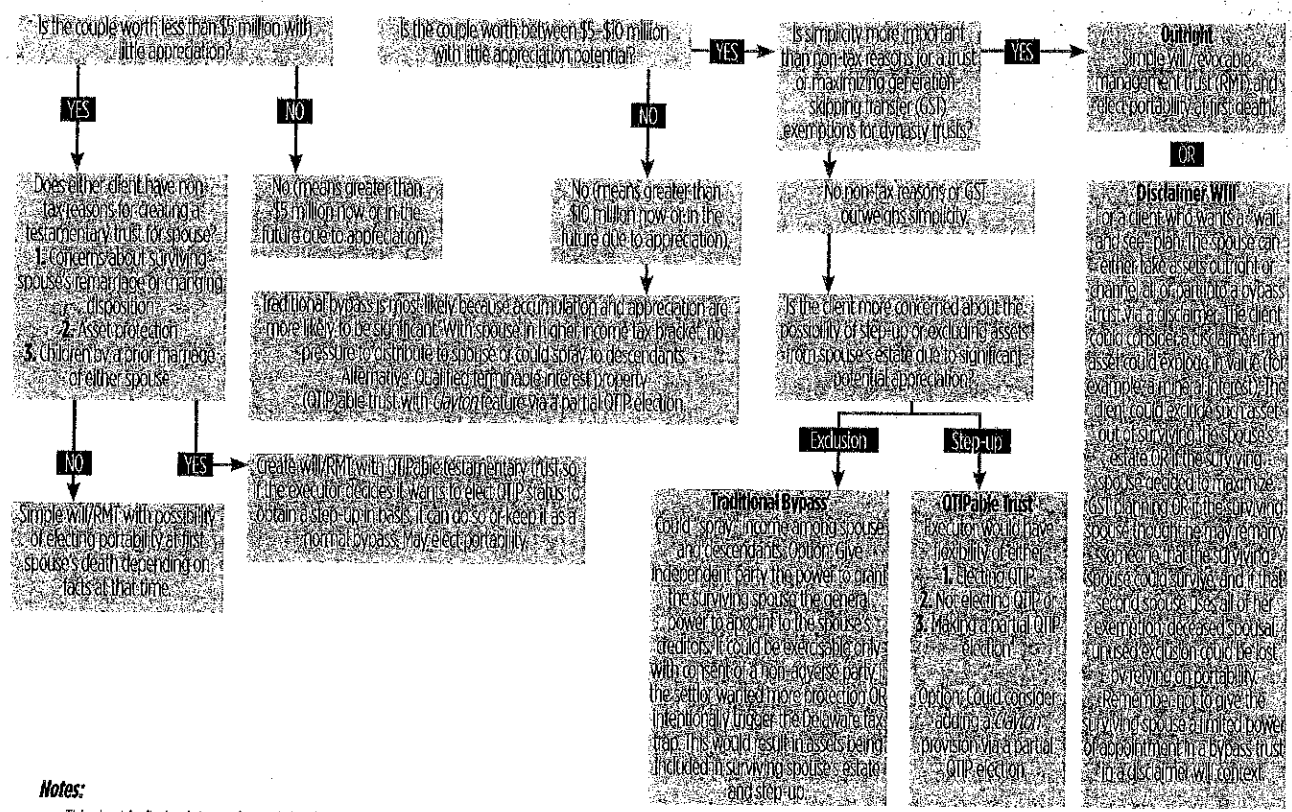 Is the couple worth less than $5 million with
little appreciation?
YES
NO
Does either client have non-
tax reasons for creating a
testamentary trust for spouse?
1. Concerns about surviving
spouse's remarriage or changing
disposition
2. Asset protection
3. Children by a prior marriage
of either spouse
No (means greater than
$5 million now or in the
future due to appreciation)
NO
YES
Simple will/RMT with possibility
of electing portability at first
spouse's death depending on
facts at that time.
Create will/RMT with QTIPable testamentary trust so
if the executor decides it wants to elect QTIP status to
obtain a step-up in basis, it can do so or keep it as a
normal bypass. May elect portability.
Is the couple worth between $5-$10 million
with little appreciation potential?
YES
NO
No (means greater than
$10 million now or in the
future due to appreciation).
Traditional bypass is most likely because accumulation and appreciation are
more likely to be significant. With spouse in higher income tax bracket, no
pressure to distribute to spouse or could spray to descendants.
Alternative: Qualified terminable interest property
(QTIP)able trust with Clayton feature via a partial QTIP election.
Is simplicity more important
than non-tax reasons for a trust
or maximizing generation-
skipping transfer (GST)
exemptions for dynasty trusts?
YES
No non-tax reasons or GST
outweighs simplicity.
Is the client more concerned about the
possibility of step-up or excluding assets
from spouse's estate due to significant
potential appreciation?
Exclusion
Step-up
Traditional Bypass
Could "spray" income among spouse
and descendants. Option: Give
independent party the power to grant
the surviving spouse the general
power to appoint to the spouse's
creditors. It could be exercisable only
with consent of a non-adverse party if
the settlor wanted more protection OR
intentionally trigger the Delaware tax
trap. This would result in assets being
included in surviving spouse's estate
and step-up.
QTIPable Trust
Executor would have
flexibility of either:
1. Electing QTIP
2. Not electing QTIP or
3. Making a partial QTIP
election
Option: Could consider
adding a Clayton
provision via a partial
QTIP election
Outright
Simple will/revocable
management trust (RMT) and
elect portability at first death
OR
Disclaimer Will
For a client who wants a "wait
and see" plan: The spouse can
either take assets outright or
channel all or part into a bypass
trust via a disclaimer. The client
could consider a disclaimer if an
asset could explode in value (for
example, a mineral interest). The
client could exclude such assets
out of surviving the spouse's
estate OR if the surviving
spouse decided to maximize
GST planning OR if the surviving
spouse thought he may remarry
someone that the surviving
spouse could survive, and if that
second spouse uses all of her
exemption, deceased spousal
unused exclusion could be lost
by relying on portability.
Remember not to give the
surviving spouse a limited power
of appointment in a bypass trust
in a disclaimer will context.
Notes: